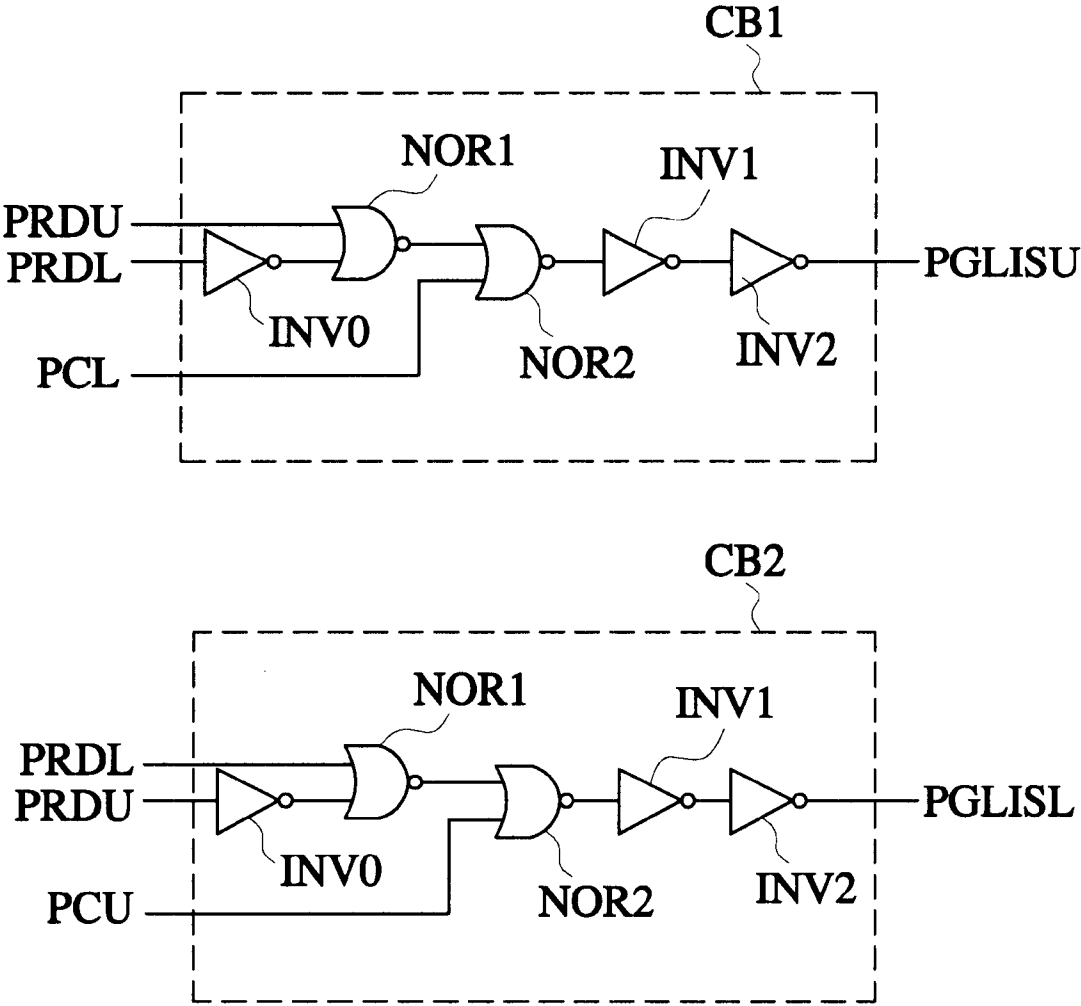 CB1
NOR1
INV1
PRDU
PRDL
PGLISU
INV0
INV2
NOR2
PCL
CB2
NOR1
INV1
PRDL
PRDU
PGLISL
INV0
INV2
NOR2
PCU